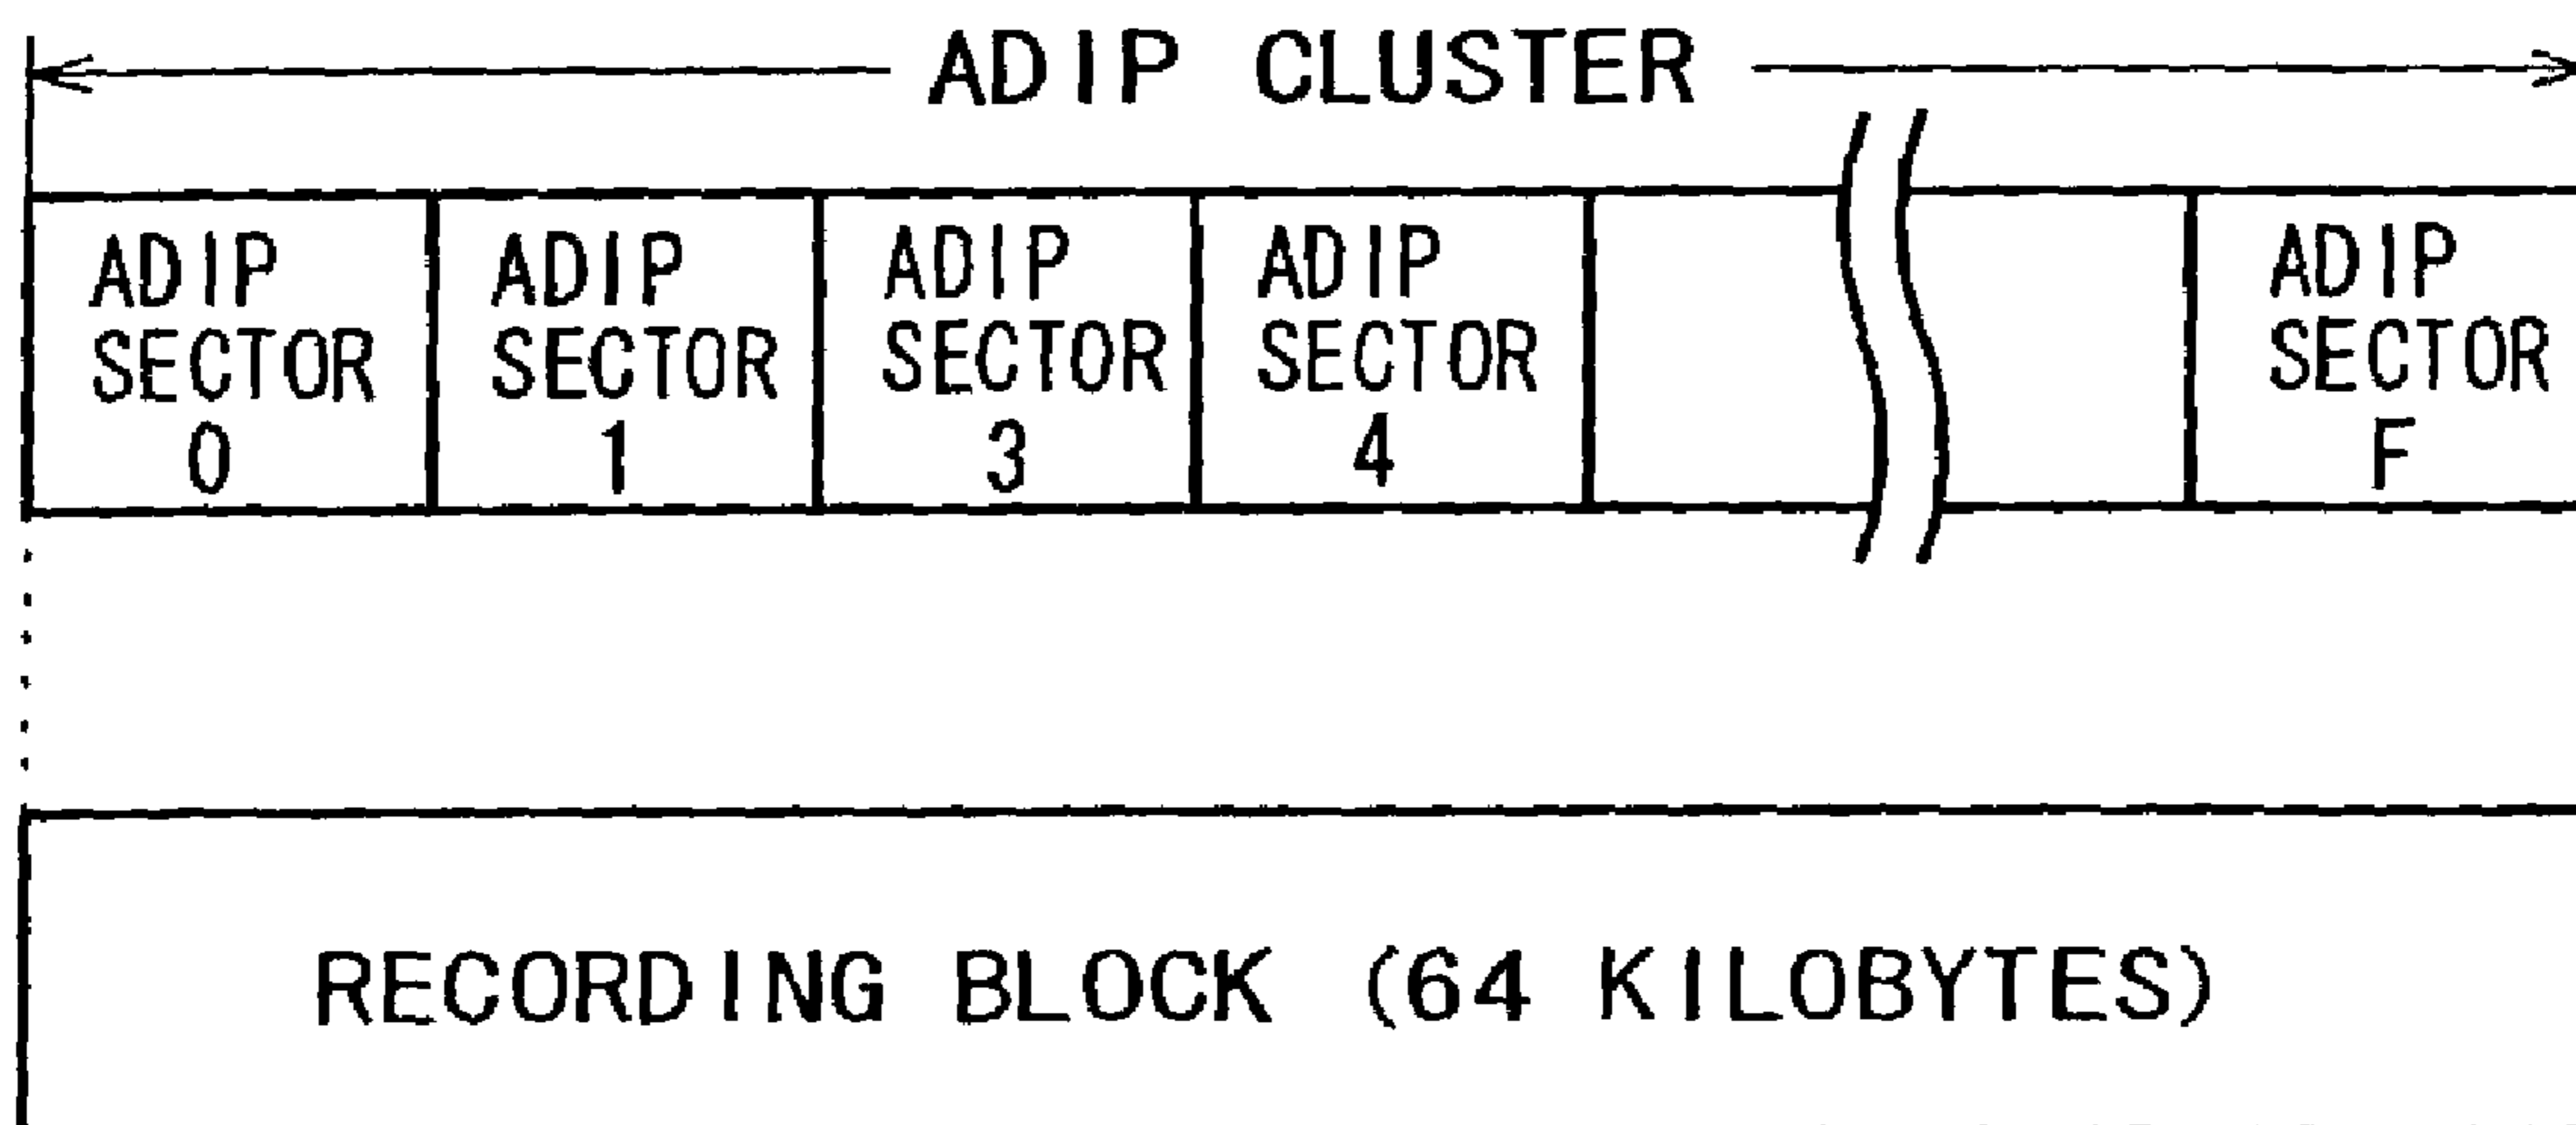 ADIP CLUSTER
ADIP
SECTOR
0
ADIP
SECTOR
1
ADIP
SECTOR
3
ADIP
SECTOR
4
ADIP
SECTOR
F
RECORDING BLOCK (64 KILOBYTES)